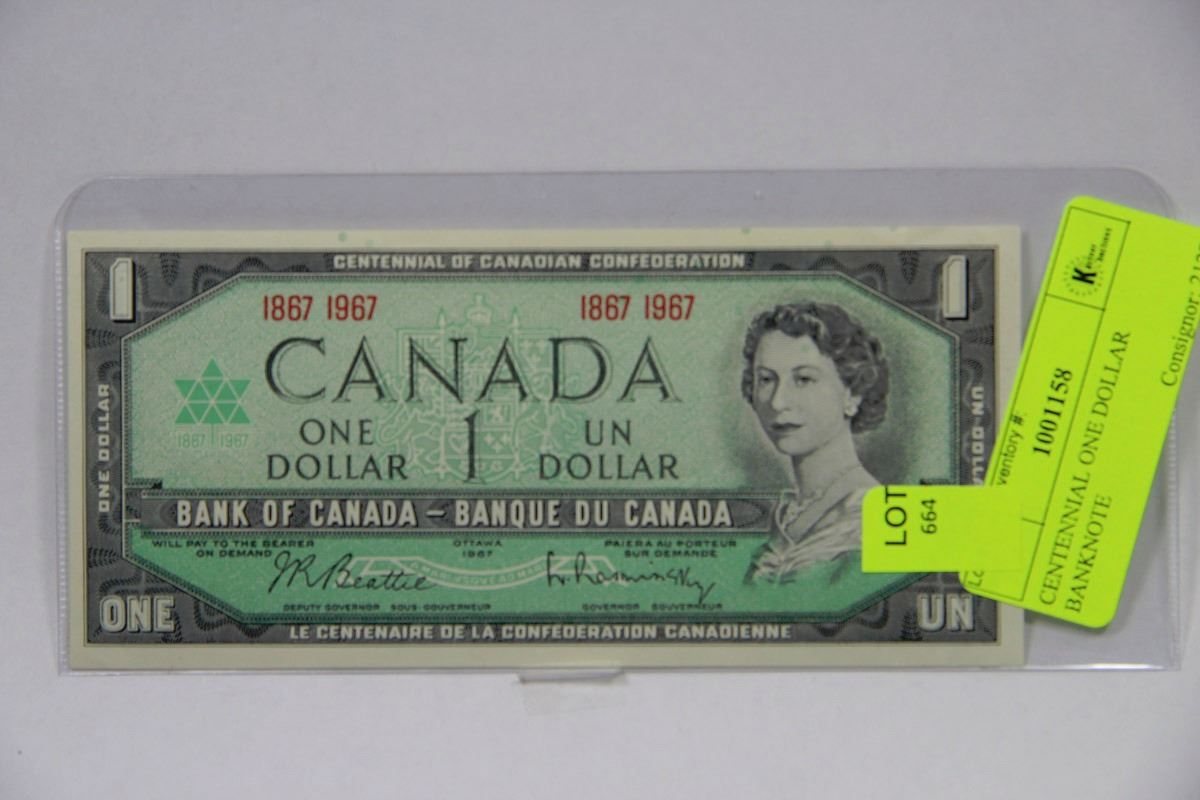 CENTENNIAL OF CANADIAN CONFEDERATION
1 1
1867 1967 1867 1967
CANADA
1867 1967
ONE 1 UN
DOLLAR DOLLAR
ONE DOLLAR
UN
BANK OF CANADA – BANQUE DU CANADA
WILL PAY TO THE BEARER OTTAWA PAIERA AU PORTEUR
ON DEMAND 1967 SUR DEMANDE
J.R. Beattie L. Rasminsky
DEPUTY GOVERNOR SOUS-GOUVERNEUR GOVERNOR GOUVERNEUR
ONE UN
LE CENTENAIRE DE LA CONFEDERATION CANADIENNE
LOT
664
K
Consignor:
1001158
CENTENNIAL ONE DOLLAR
BANKNOTE